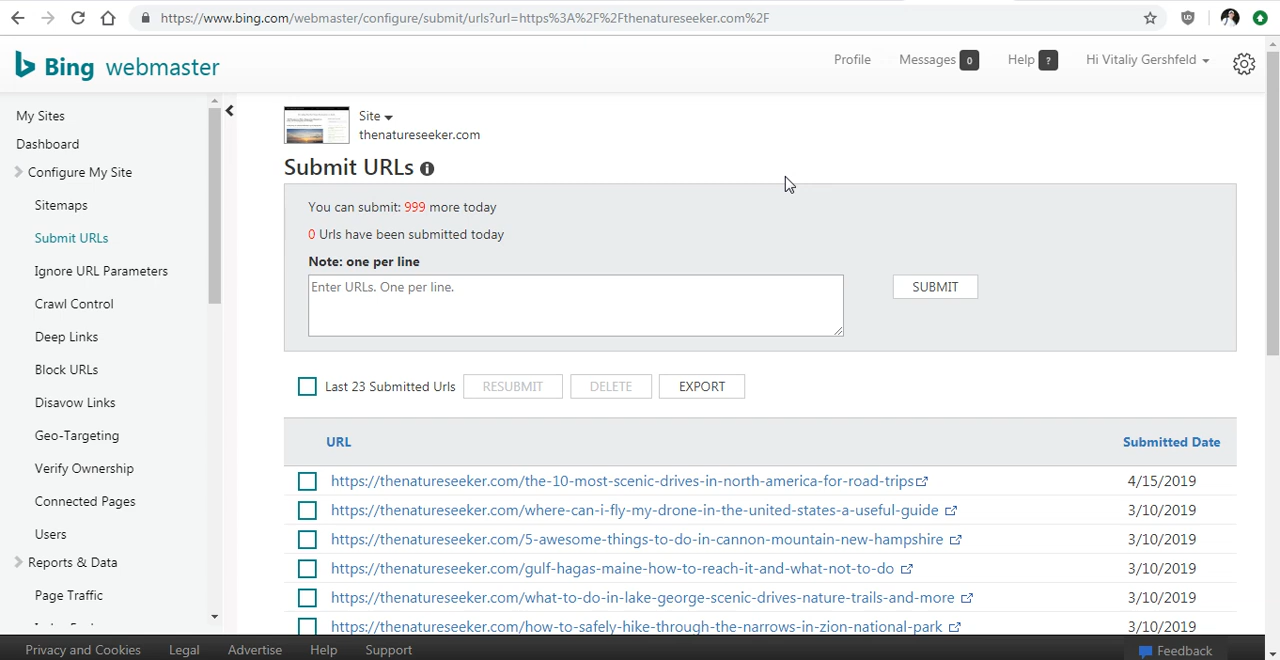 https://www.bing.com/webmaster/configure/submit/urls?url=https%3A%2F%2Fthenatureseeker.com%2F
Bing webmaster
Profile
Messages 0
Help ?
Hi Vitaliy Gershfeld
My Sites
Dashboard
Configure My Site
Sitemaps
Submit URLs
Ignore URL Parameters
Crawl Control
Deep Links
Block URLs
Disavow Links
Geo-Targeting
Verify Ownership
Connected Pages
Users
Reports & Data
Page Traffic
Site
thenatureseeker.com
Submit URLs
You can submit: 999 more today
0 Urls have been submitted today
Note: one per line
Enter URLs. One per line.
SUBMIT
Last 23 Submitted Urls RESUBMIT DELETE EXPORT
URL Submitted Date
https://thenatureseeker.com/the-10-most-scenic-drives-in-north-america-for-road-trips 4/15/2019
https://thenatureseeker.com/where-can-i-fly-my-drone-in-the-united-states-a-useful-guide 3/10/2019
https://thenatureseeker.com/5-awesome-things-to-do-in-cannon-mountain-new-hampshire 3/10/2019
https://thenatureseeker.com/gulf-hagas-maine-how-to-reach-it-and-what-not-to-do 3/10/2019
https://thenatureseeker.com/what-to-do-in-lake-george-scenic-drives-nature-trails-and-more 3/10/2019
https://thenatureseeker.com/how-to-safely-hike-through-the-narrows-in-zion-national-park 3/10/2019
Privacy and Cookies Legal Advertise Help Support Feedback